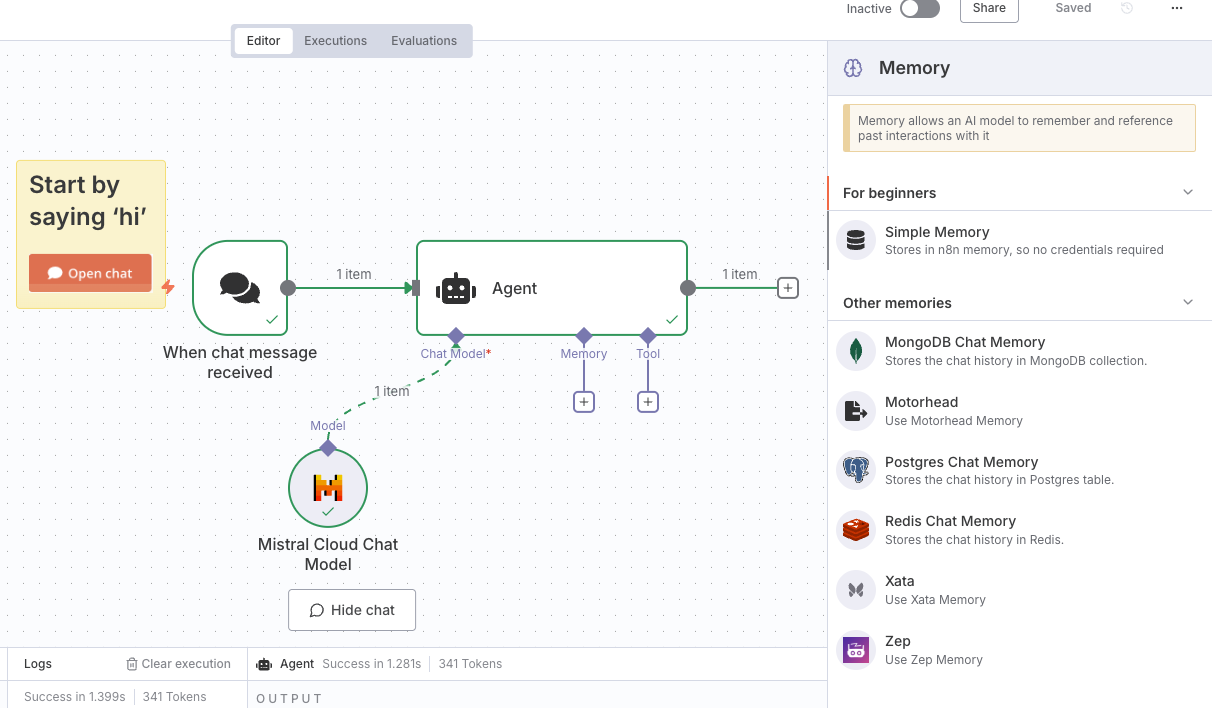 Inactive
Share
Saved
Editor
Executions
Evaluations
Memory
Memory allows an AI model to remember and reference
past interactions with it
Start by
saying ‘hi’
Open chat
For beginners
Simple Memory
Stores in n8n memory, so no credentials required
1 item
Agent
1 item
Other memories
When chat message
received
Chat Model*
Memory
Tool
MongoDB Chat Memory
Stores the chat history in MongoDB collection.
1 item
Motorhead
Use Motorhead Memory
Model
Postgres Chat Memory
Stores the chat history in Postgres table.
Redis Chat Memory
Stores the chat history in Redis.
Mistral Cloud Chat
Model
Xata
Use Xata Memory
Hide chat
Zep
Use Zep Memory
Logs
Clear execution
Agent
Success in 1.281s
341 Tokens
Success in 1.399s
341 Tokens
OUTPUT